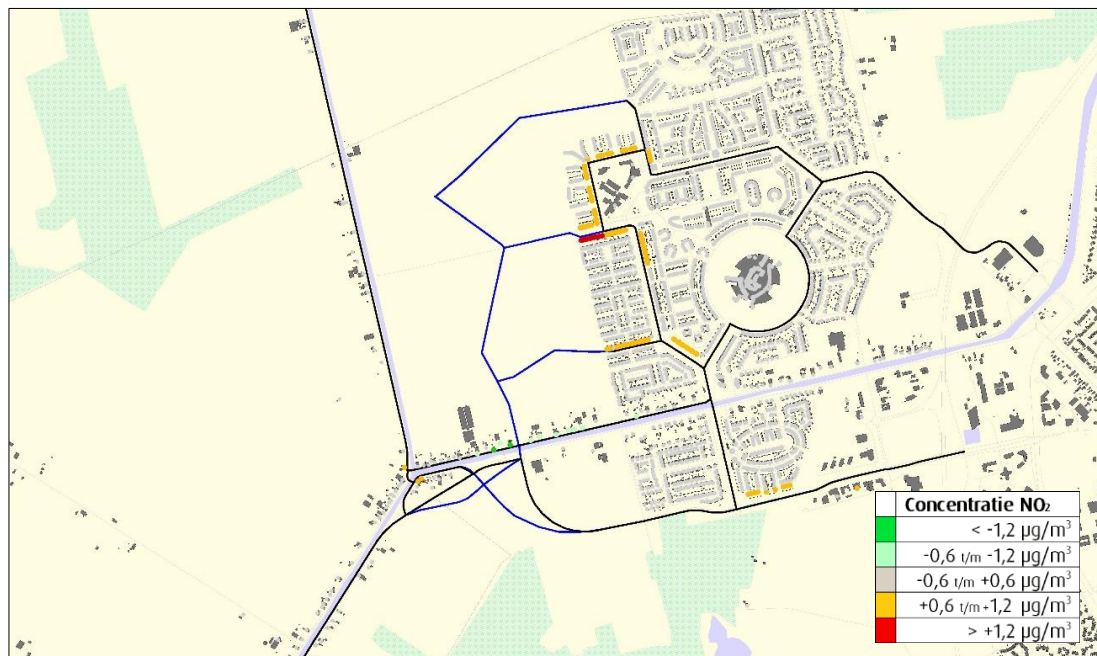 Concentratie NO₂
< -1,2 µg/m³
-0,6 t/m -1,2 µg/m³
-0,6 t/m +0,6 µg/m³
+0,6 t/m +1,2 µg/m³
> +1,2 µg/m³